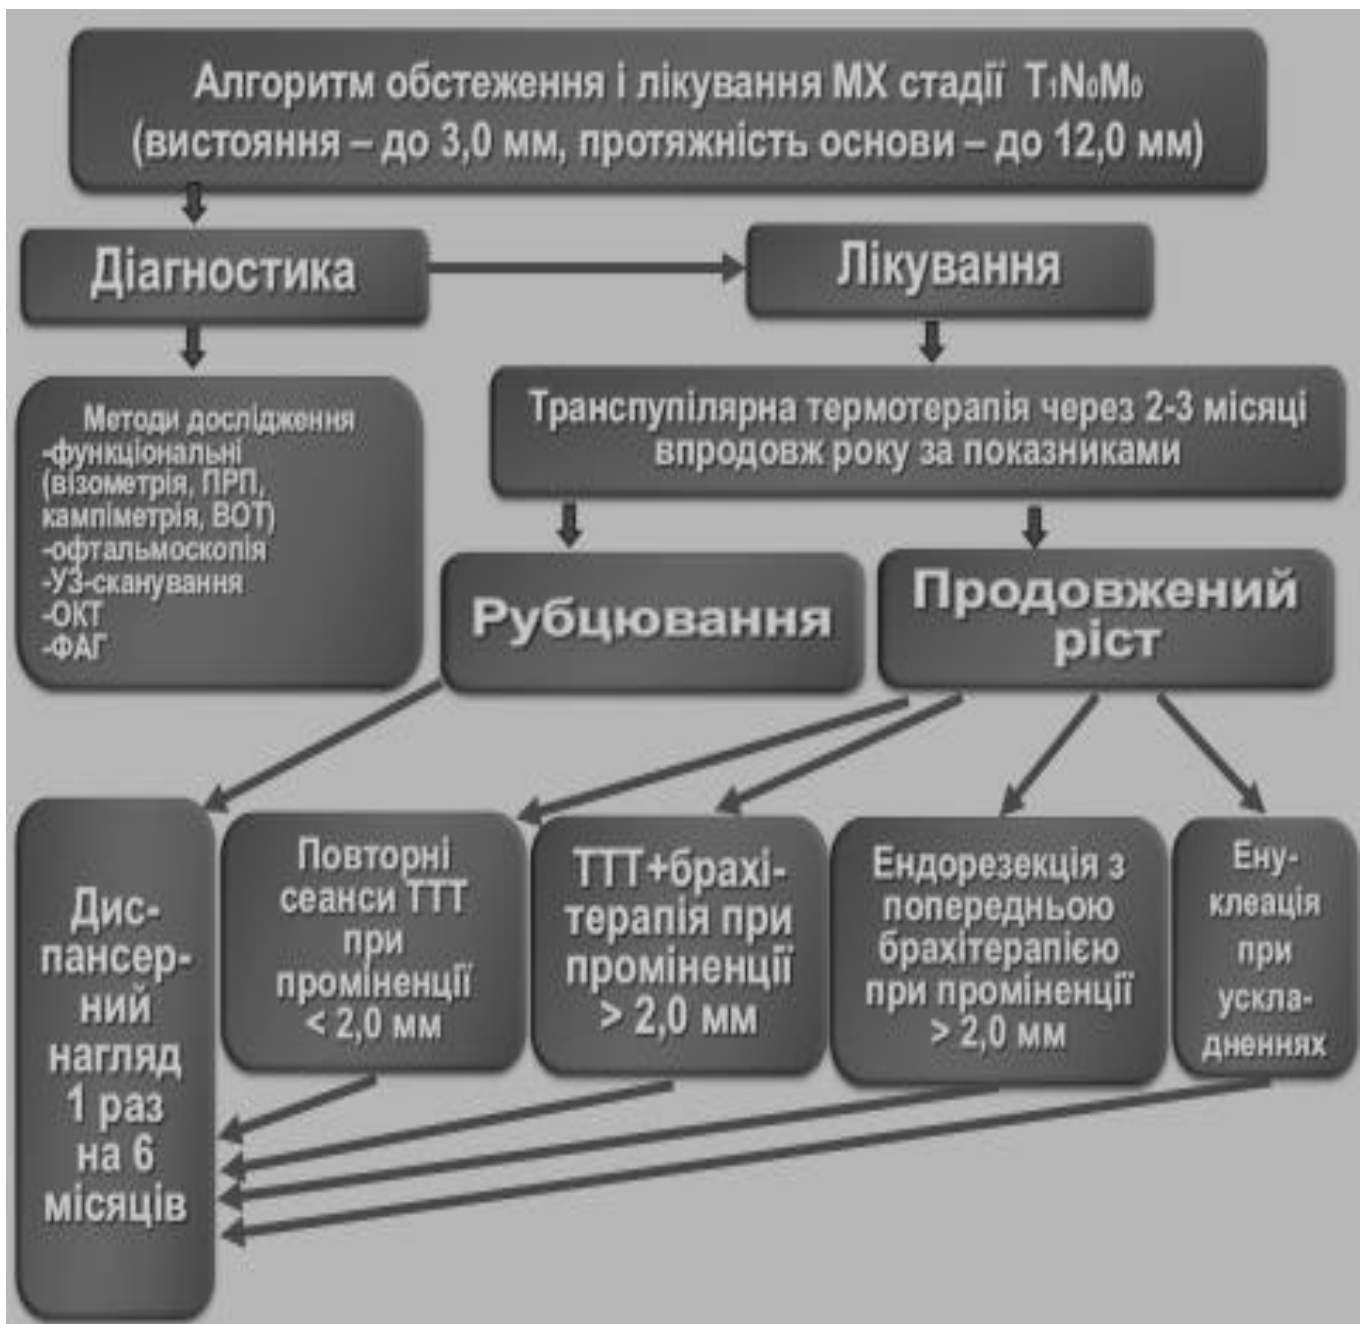 Алгоритм обстеження і лікування МХ стадії T₁N₀M₀
(вистояння – до 3,0 мм, протяжність основи – до 12,0 мм)
Діагностика
Лікування
Методи дослідження
-функціональні
(візометрія, ПРП,
кампіметрія, ВОТ)
-офтальмоскопія
-УЗ-сканування
-ОКТ
-ФАГ
Транспупілярна термотерапія через 2-3 місяці
впродовж року за показниками
Рубцювання
Продовжений
ріст
Дис-
пансер-
ний
нагляд
1 раз
на 6
місяців
Повторні
сеанси ТТТ
при
проміненції
< 2,0 мм
ТТТ+брахі-
терапія при
проміненції
> 2,0 мм
Ендорезекція з
попередньою
брахітерапією
при проміненції
> 2,0 мм
Ену-
клеація
при
ускла-
дненнях